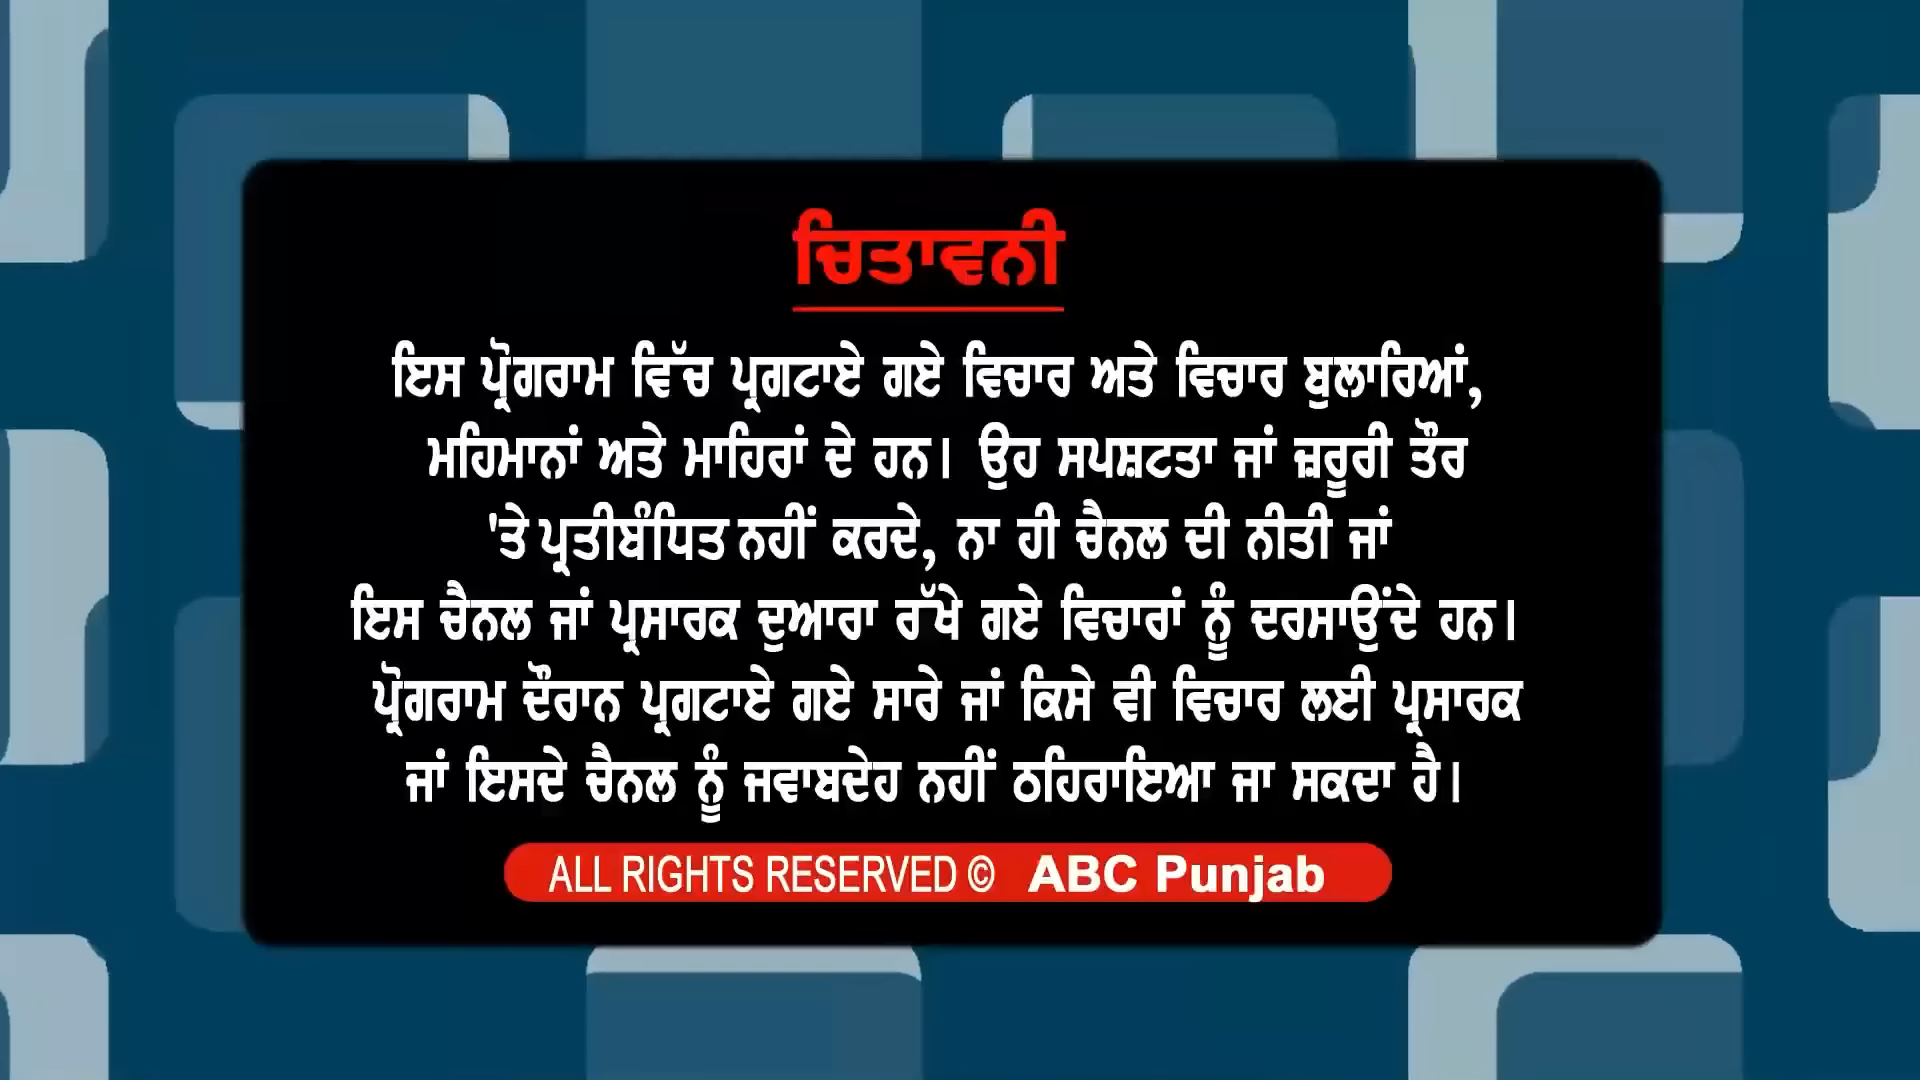 ਚਿਤਾਵਨੀ
ਇਸ ਪ੍ਰੋਗਰਾਮ ਵਿੱਚ ਪ੍ਰਗਟਾਏ ਗਏ ਵਿਚਾਰ ਅਤੇ ਵਿਚਾਰ ਬੁਲਾਰਿਆਂ,
ਮਹਿਮਾਨਾਂ ਅਤੇ ਮਾਹਿਰਾਂ ਦੇ ਹਨ। ਉਹ ਸਪਸ਼ਟਤਾ ਜਾਂ ਜ਼ਰੂਰੀ ਤੌਰ
'ਤੇ ਪ੍ਰਤੀਬੰਧਿਤ ਨਹੀਂ ਕਰਦੇ, ਨਾ ਹੀ ਚੈਨਲ ਦੀ ਨੀਤੀ ਜਾਂ
ਇਸ ਚੈਨਲ ਜਾਂ ਪ੍ਰਸਾਰਕ ਦੁਆਰਾ ਰੱਖੇ ਗਏ ਵਿਚਾਰਾਂ ਨੂੰ ਦਰਸਾਉਂਦੇ ਹਨ।
ਪ੍ਰੋਗਰਾਮ ਦੌਰਾਨ ਪ੍ਰਗਟਾਏ ਗਏ ਸਾਰੇ ਜਾਂ ਕਿਸੇ ਵੀ ਵਿਚਾਰ ਲਈ ਪ੍ਰਸਾਰਕ
ਜਾਂ ਇਸਦੇ ਚੈਨਲ ਨੂੰ ਜਵਾਬਦੇਹ ਨਹੀਂ ਠਹਿਰਾਇਆ ਜਾ ਸਕਦਾ ਹੈ।
ALL RIGHTS RESERVED © ABC Punjab